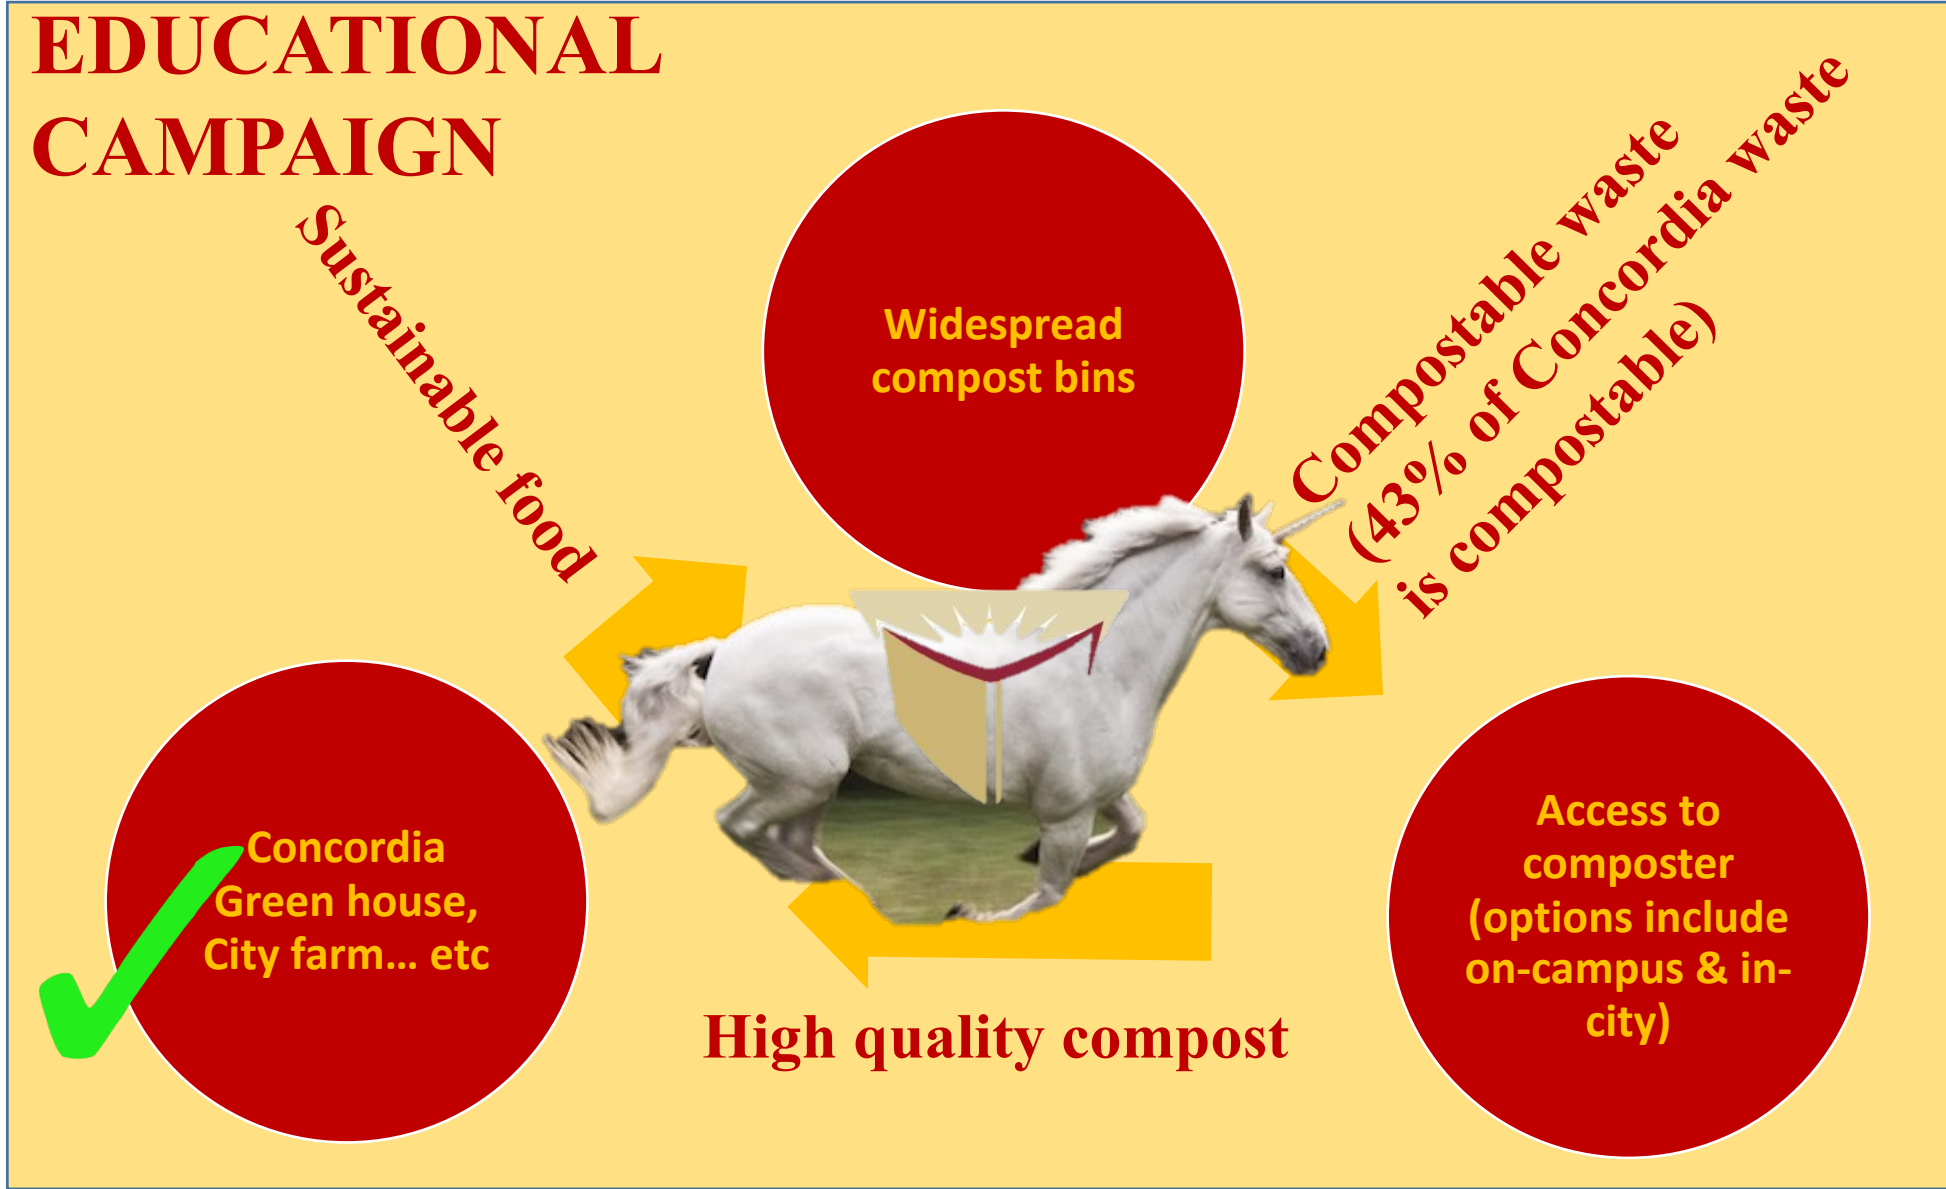 EDUCATIONAL
CAMPAIGN
Sustainable food
Widespread
compost bins
Compostable waste
(43% of Concordia waste
is compostable)
Concordia
Green house,
City farm… etc
Access to
composter
(options include
on-campus & in-
city)
High quality compost